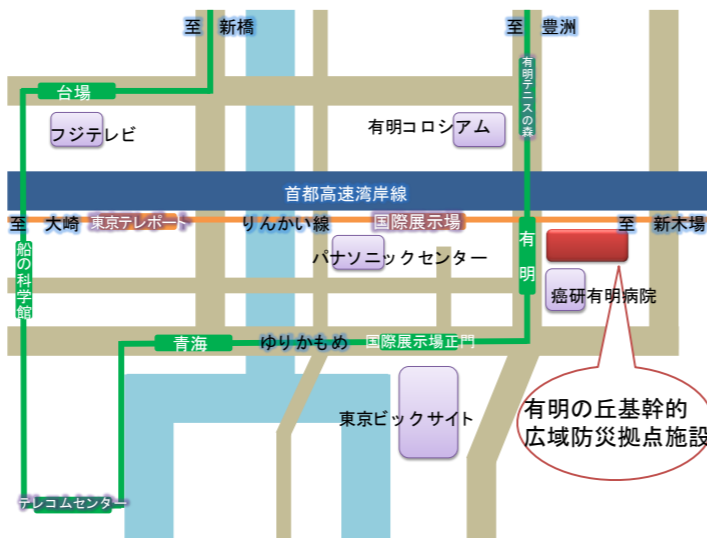 至 新橋
至 豊洲
有明テニスの森
台場
フジテレビ
有明コロシアム
首都高速湾岸線
至 大崎
東京テレポート
りんかい線
国際展示場
至 新木場
船の科学館
パナソニックセンター
有明
癌研有明病院
青海
ゆりかもめ
国際展示場正門
東京ビックサイト
有明の丘基幹的
広域防災拠点施設
テレコムセンター